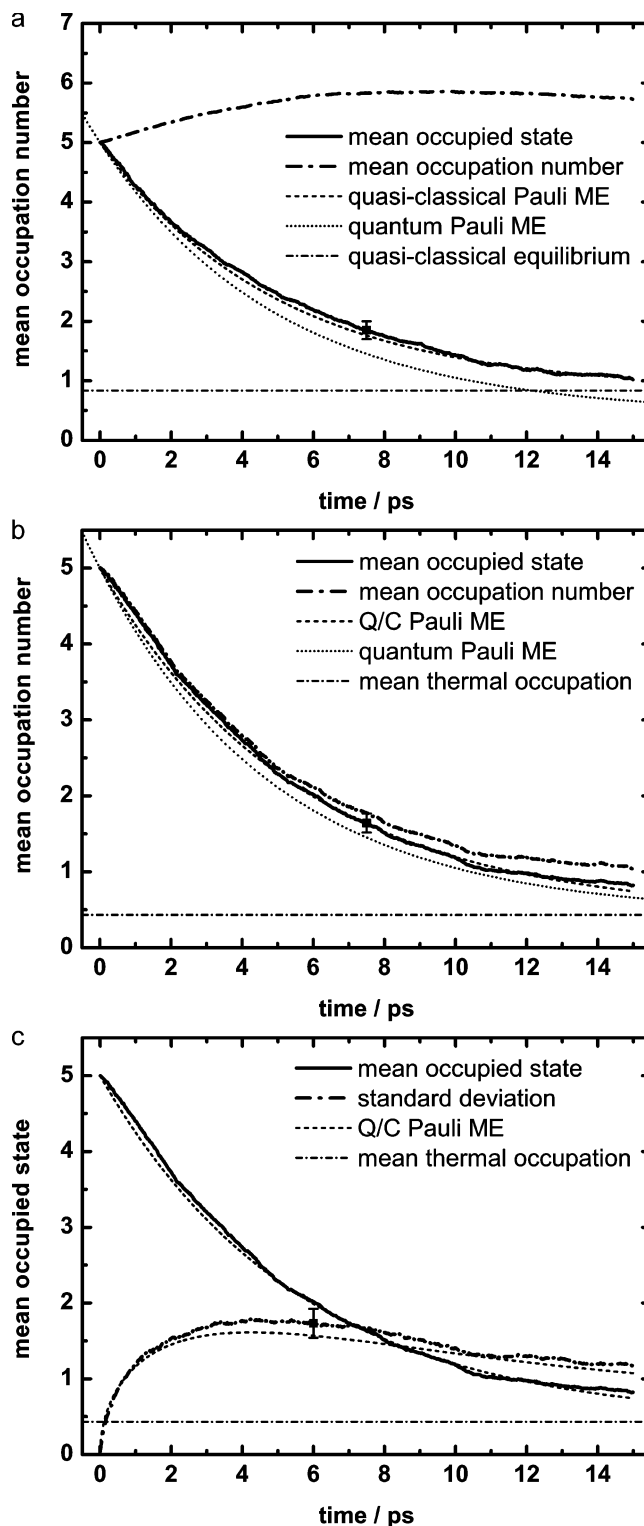 a
7
6
5
4
3
2
1
0
mean occupation number
mean occupied state
mean occupation number
quasi-classical Pauli ME
quantum Pauli ME
quasi-classical equilibrium
0 2 4 6 8 10 12 14
time / ps
b
5
4
3
2
1
0
mean occupation number
mean occupied state
mean occupation number
Q/C Pauli ME
quantum Pauli ME
mean thermal occupation
0 2 4 6 8 10 12 14
time / ps
c
5
4
3
2
1
0
mean occupied state
mean occupied state
standard deviation
Q/C Pauli ME
mean thermal occupation
0 2 4 6 8 10 12 14
time / ps